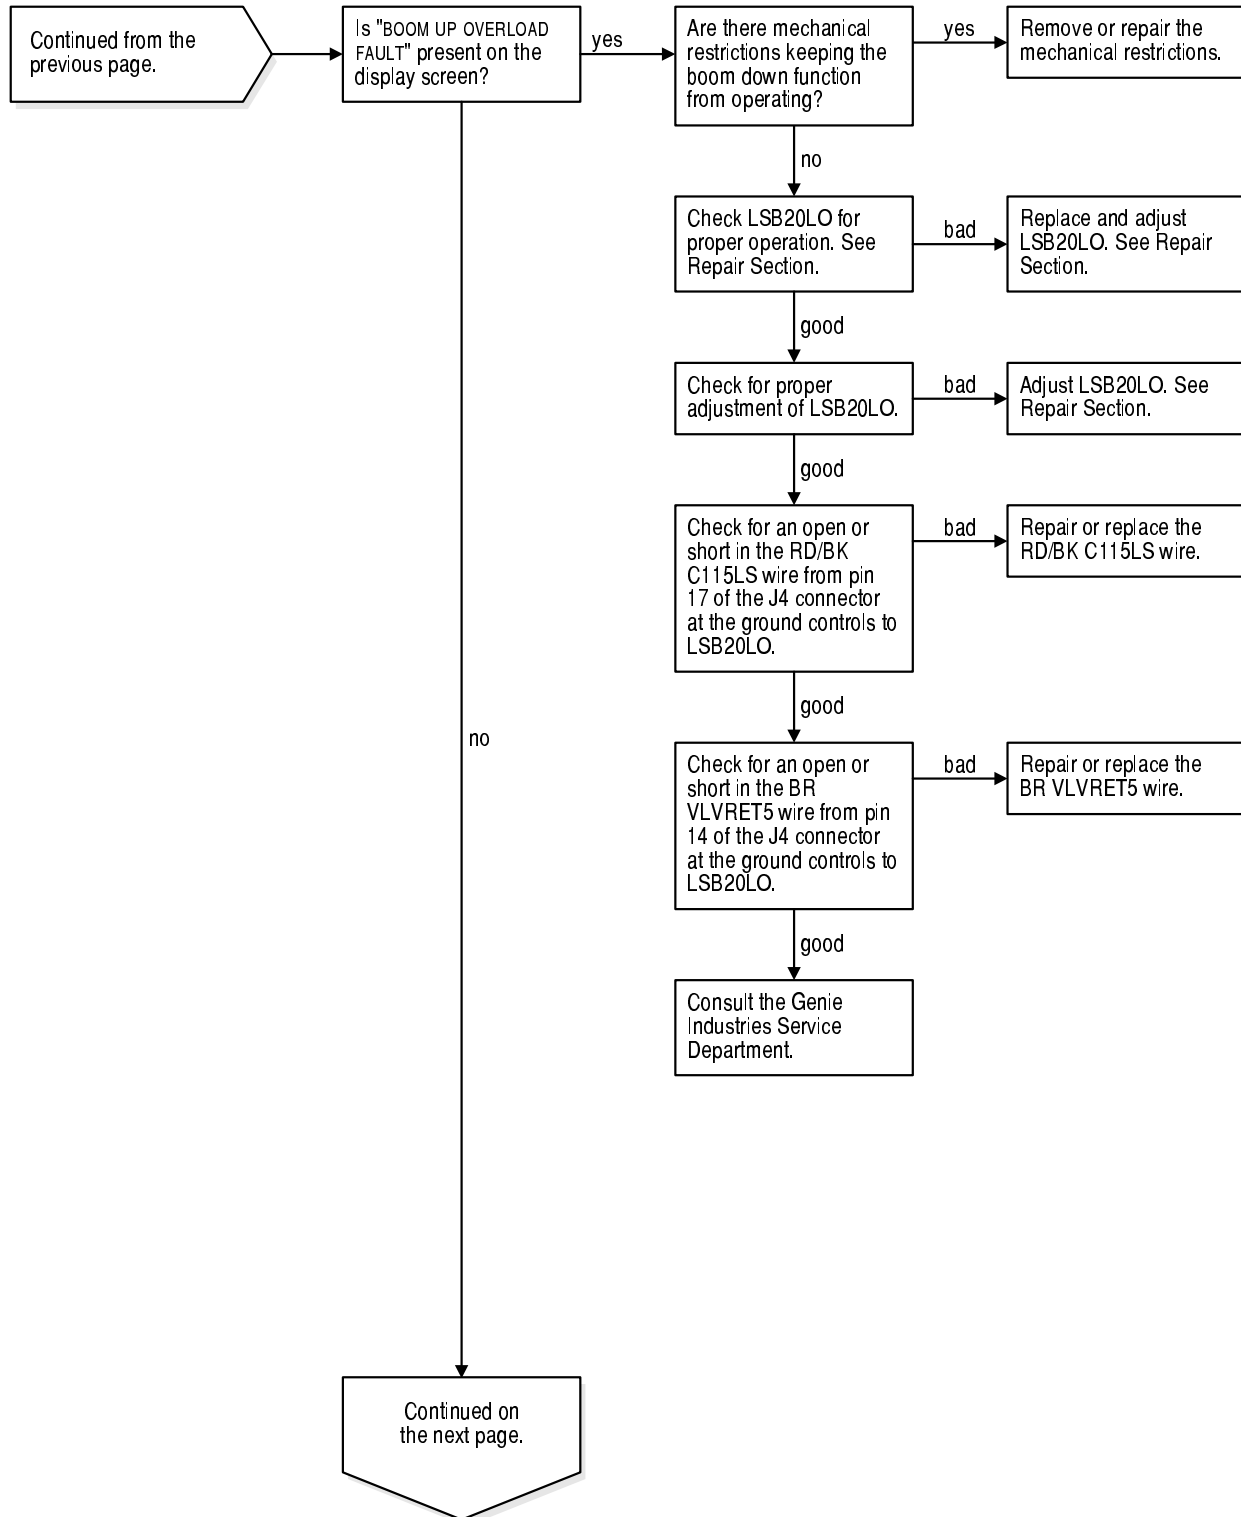 Continued from the
previous page.
Is "BOOM UP OVERLOAD
FAULT" present on the
display screen?
yes
Are there mechanical
restrictions keeping the
boom down function
from operating?
yes
Remove or repair the
mechanical restrictions.
no
Check LSB20LO for
proper operation. See
Repair Section.
bad
Replace and adjust
LSB20LO. See Repair
Section.
good
Check for proper
adjustment of LSB20LO.
bad
Adjust LSB20LO. See
Repair Section.
good
Check for an open or
short in the RD/BK
C115LS wire from pin
17 of the J4 connector
at the ground controls to
LSB20LO.
bad
Repair or replace the
RD/BK C115LS wire.
good
no
Check for an open or
short in the BR
VLVRET5 wire from pin
14 of the J4 connector
at the ground controls to
LSB20LO.
bad
Repair or replace the
BR VLVRET5 wire.
good
Consult the Genie
Industries Service
Department.
Continued on
the next page.